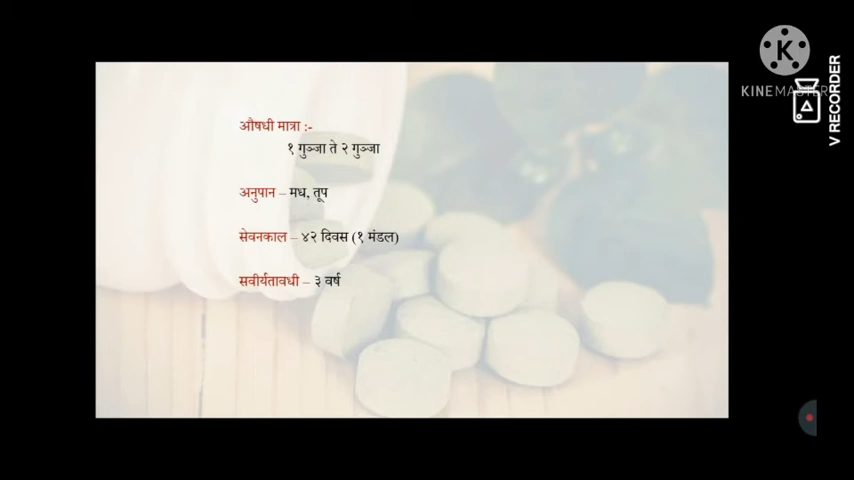 औषधी मात्रा :-
१ गुञ्जा ते २ गुञ्जा
अनुपान – मध, तूप
सेवनकाल – ४२ दिवस (१ मंडल)
सवीर्यतावधी – ३ वर्ष
K
KINEMASTER
V RECORDER